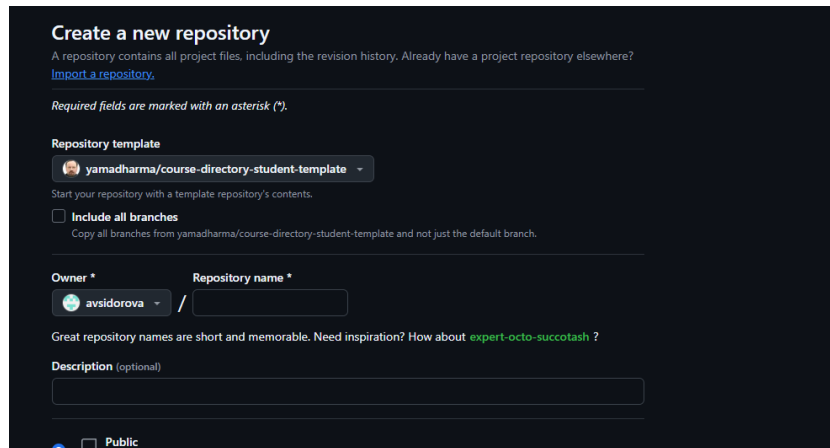 Create a new repository
A repository contains all project files, including the revision history. Already have a project repository elsewhere?
Import a repository.
Required fields are marked with an asterisk (*).
Repository template
yamadharma/course-directory-student-template
Start your repository with a template repository's contents.
Include all branches
Copy all branches from yamadharma/course-directory-student-template and not just the default branch.
Owner * Repository name *
avsidorova /
Great repository names are short and memorable. Need inspiration? How about expert-octo-succotash ?
Description (optional)
Public